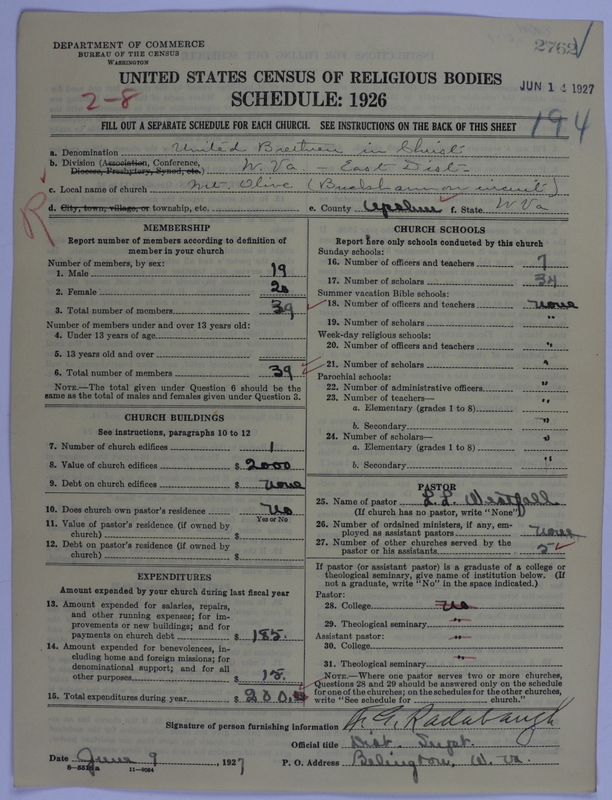 DEPARTMENT OF COMMERCE
BUREAU OF THE CENSUS
WASHINGTON
2762
UNITED STATES CENSUS OF RELIGIOUS BODIES
JUN 14 1927
2-8
SCHEDULE: 1926
194
FILL OUT A SEPARATE SCHEDULE FOR EACH CHURCH. SEE INSTRUCTIONS ON THE BACK OF THIS SHEET
a. Denomination United Brethren in Christ
b. Division (Association, Conference, Diocese, Presbytery, Synod, etc.) W. Va - East Dist-
c. Local name of church Mt. Olive (Buckhannon circuit)
d. City, town, village, or township, etc. e. County Upshur f. State W Va
R
MEMBERSHIP
Report number of members according to definition of member in your church
Number of members, by sex:
1. Male 19
2. Female 20
3. Total number of members 39
Number of members under and over 13 years old:
4. Under 13 years of age
5. 13 years old and over
6. Total number of members 39
NOTE.—The total given under Question 6 should be the same as the total of males and females given under Question 3.
CHURCH BUILDINGS
See instructions, paragraphs 10 to 12
7. Number of church edifices 1
8. Value of church edifices $ 2000
9. Debt on church edifices $ none
10. Does church own pastor's residence No
Yes or No
11. Value of pastor's residence (if owned by church) $
12. Debt on pastor's residence (if owned by church) $
EXPENDITURES
Amount expended by your church during last fiscal year
13. Amount expended for salaries, repairs, and other running expenses; for improvements or new buildings; and for payments on church debt $ 185.
14. Amount expended for benevolences, including home and foreign missions; for denominational support; and for all other purposes $ 15.
15. Total expenditures during year $ 200.
CHURCH SCHOOLS
Report here only schools conducted by this church
Sunday schools:
16. Number of officers and teachers 7
17. Number of scholars 34
Summer vacation Bible schools:
18. Number of officers and teachers none
19. Number of scholars "
Week-day religious schools:
20. Number of officers and teachers "
21. Number of scholars "
Parochial schools:
22. Number of administrative officers "
23. Number of teachers—
a. Elementary (grades 1 to 8) "
b. Secondary "
24. Number of scholars—
a. Elementary (grades 1 to 8) "
b. Secondary "
PASTOR
25. Name of pastor L. L. Westfall
(If church has no pastor, write "None")
26. Number of ordained ministers, if any, employed as assistant pastors none
27. Number of other churches served by the pastor or his assistants 5
If pastor (or assistant pastor) is a graduate of a college or theological seminary, give name of institution below. (If not a graduate, write "No" in the space indicated.)
Pastor:
28. College No
29. Theological seminary "
Assistant pastor:
30. College "
31. Theological seminary "
NOTE.—Where one pastor serves two or more churches, Questions 28 and 29 should be answered only on the schedule for one of the churches; on the schedules for the other churches, write "See schedule for church."
Signature of person furnishing information F. G. Radabaugh
Official title Dist. Supt.
Date June 9, 1927 P. O. Address Belington, W. Va.
11-9064